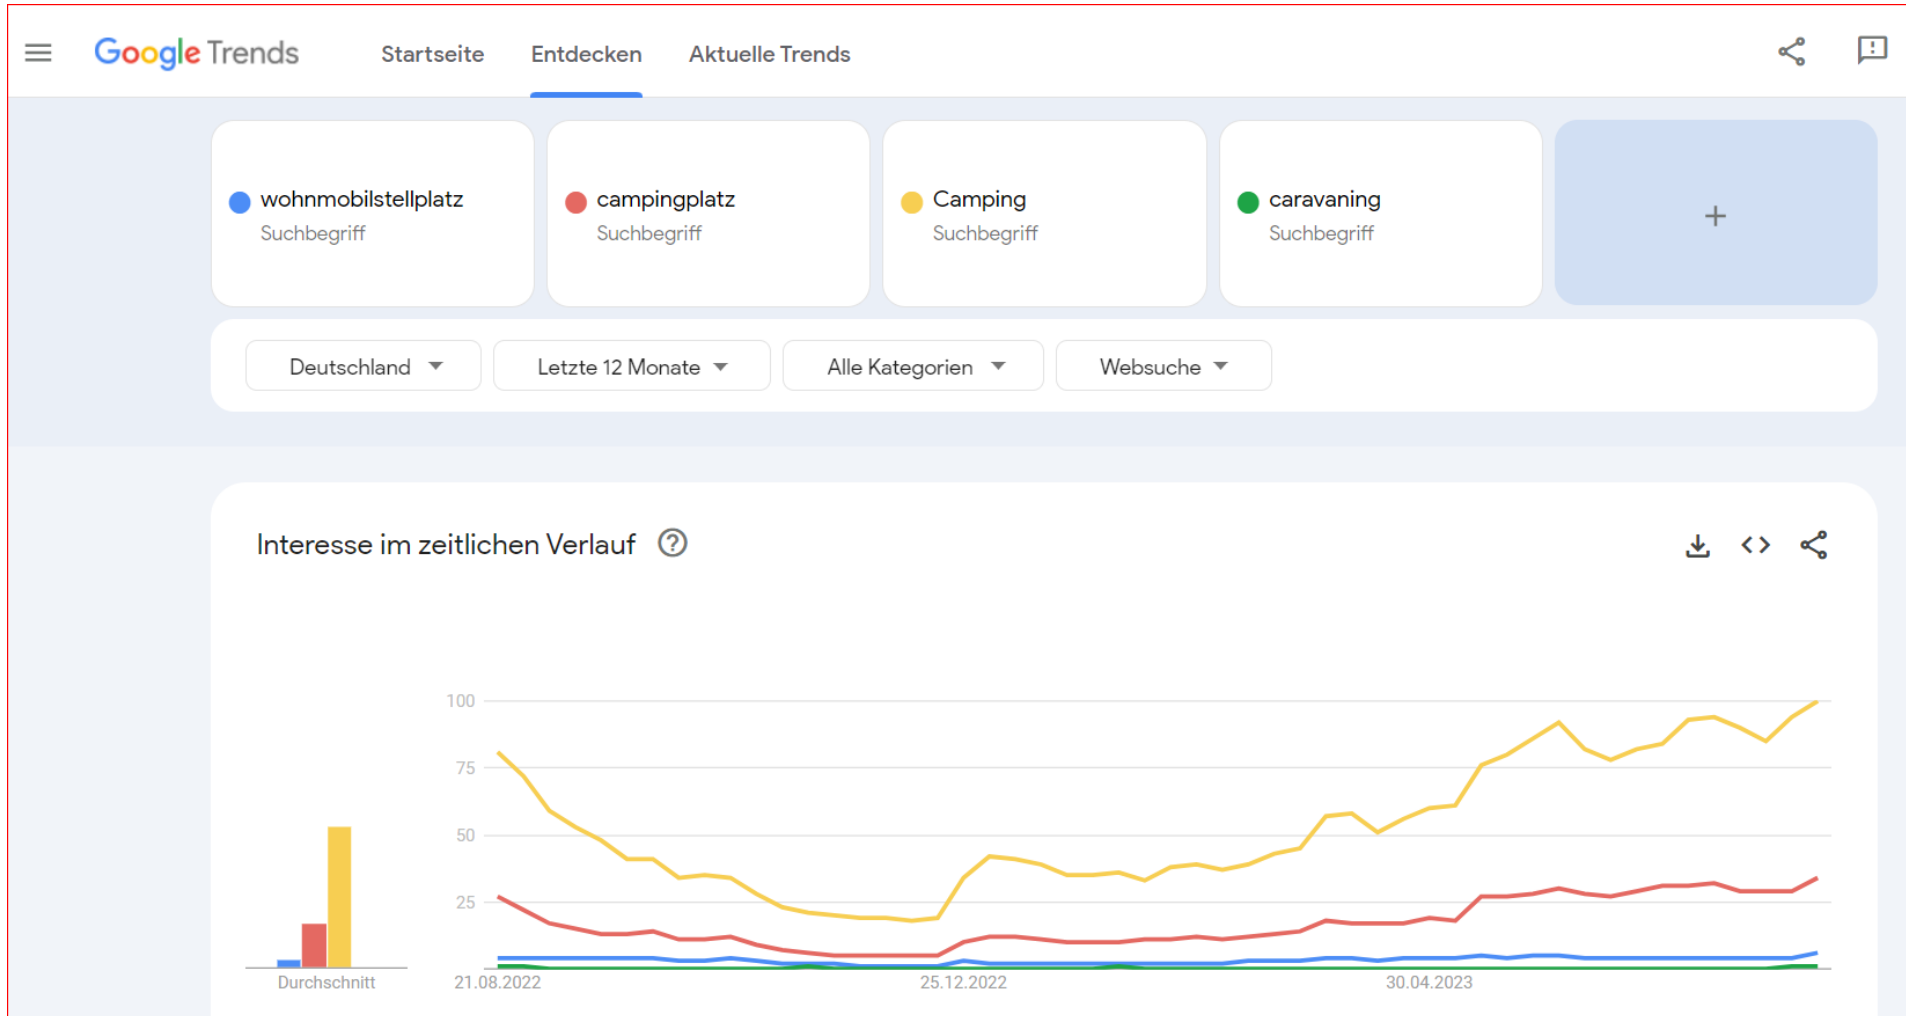 Google Trends Startseite Entdecken Aktuelle Trends
wohnmobilstellplatz campingplatz Camping caravaning
Suchbegriff Suchbegriff Suchbegriff Suchbegriff
+
Deutschland Letzte 12 Monate Alle Kategorien Websuche
Interesse im zeitlichen Verlauf ?
100
75
50
25
Durchschnitt 21.08.2022 25.12.2022 30.04.2023